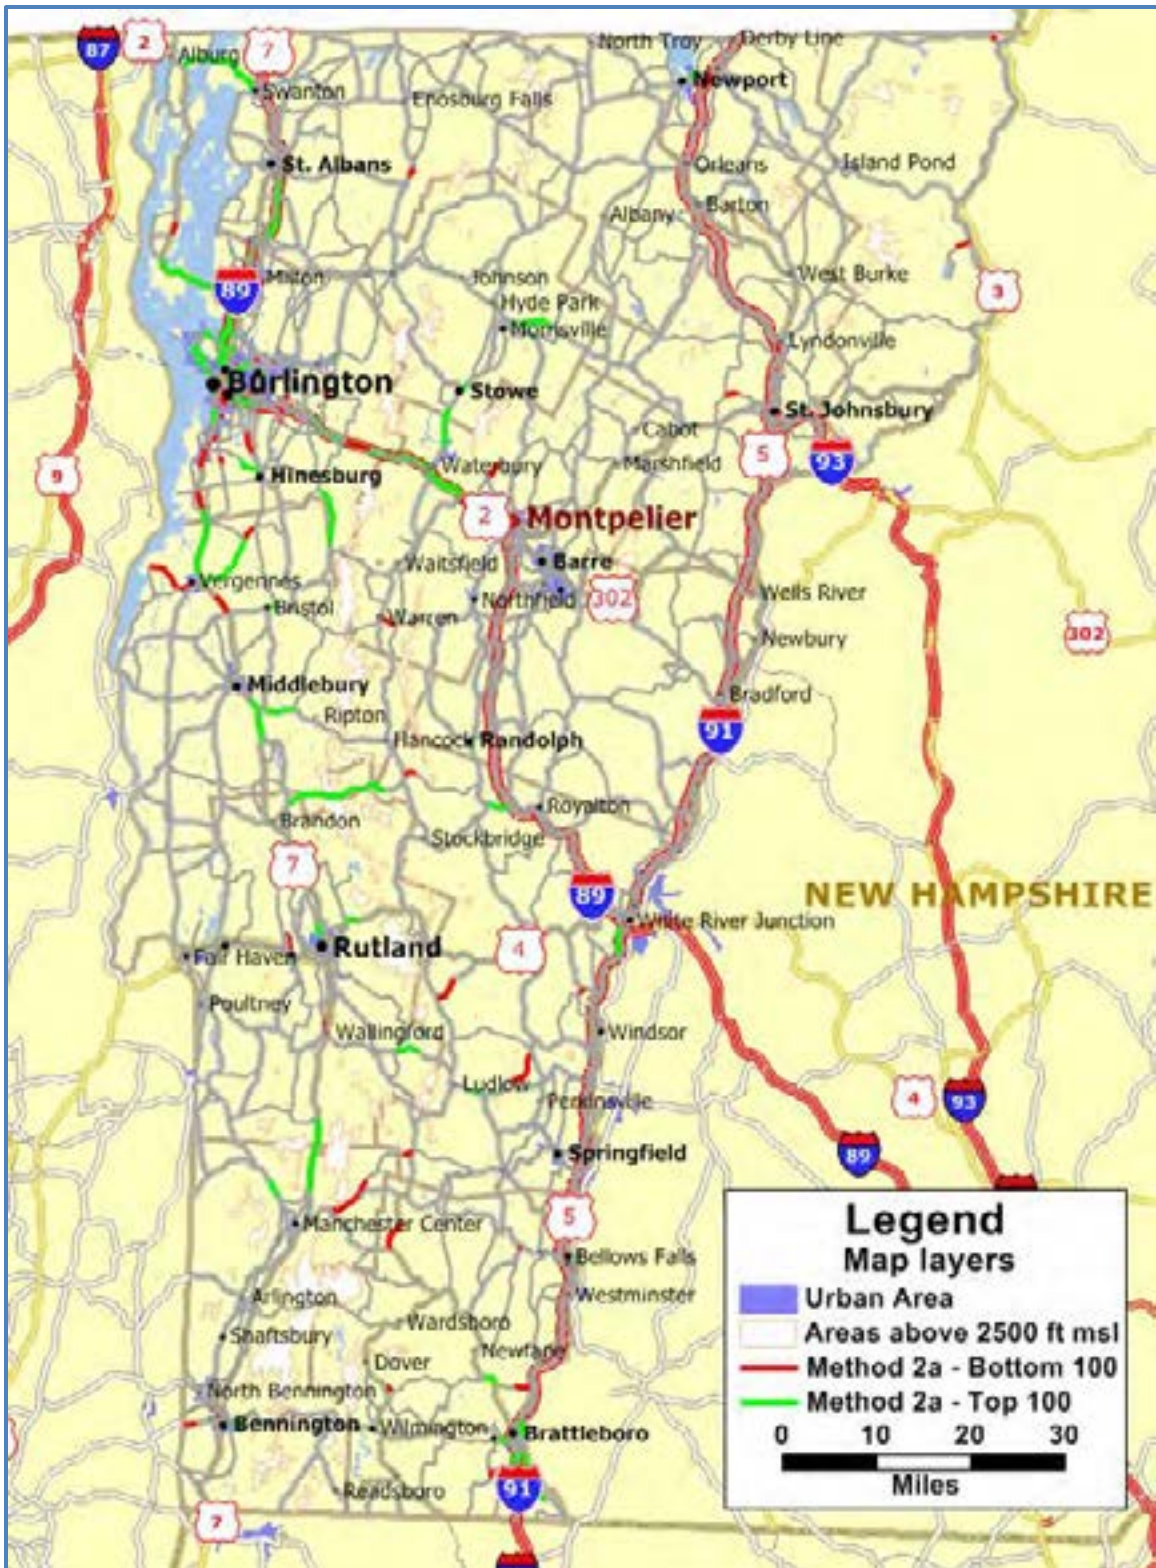 87
2
7
Alburg
North Troy
Derby Line
Swanton
Enosburg Falls
Newport
St. Albans
Orleans
Island Pond
Albany
Barton
89
Milton
Johnson
West Burke
3
Hyde Park
Morrisville
Lyndonville
Burlington
Stowe
St. Johnsbury
Cabot
9
Hinesburg
Waterbury
Marshfield
5
93
2
Montpelier
Waitsfield
Barre
Vergennes
Bristol
Northfield
302
Wells River
Warren
Newbury
302
Middlebury
Bradford
Ripton
91
Hancock
Randolph
Royalton
Brandon
Stockbridge
7
89
NEW HAMPSHIRE
White River Junction
Rutland
4
Fair Haven
Poultney
Wallingford
Windsor
Ludlow
Perkinsville
4
93
Springfield
89
5
Manchester Center
Bellows Falls
Arlington
Westminster
Wardsboro
Shaftsbury
Newfane
Dover
North Bennington
Bennington
Wilmington
Brattleboro
Readsboro
91
7
Legend
Map layers
Urban Area
Areas above 2500 ft msl
Method 2a - Bottom 100
Method 2a - Top 100
0 10 20 30
Miles